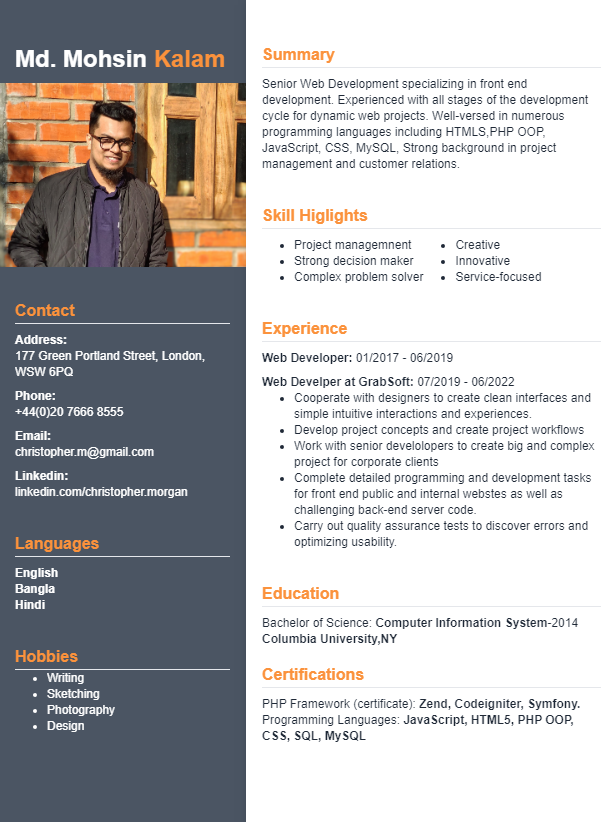 Md. Mohsin Kalam
Contact
Address:
177 Green Portland Street, London,
WSW 6PQ
Phone:
+44(0)20 7666 8555
Email:
christopher.m@gmail.com
Linkedin:
linkedin.com/christopher.morgan
Languages
English
Bangla
Hindi
Hobbies
Writing
Sketching
Photography
Design
Summary
Senior Web Development specializing in front end
development. Experienced with all stages of the development
cycle for dynamic web projects. Well-versed in numerous
programming languages including HTMLS,PHP OOP,
JavaScript, CSS, MySQL, Strong background in project
management and customer relations.
Skill Higlights
Project managemnent
Strong decision maker
Complex problem solver
Creative
Innovative
Service-focused
Experience
Web Developer: 01/2017 - 06/2019
Web Develper at GrabSoft: 07/2019 - 06/2022
Cooperate with designers to create clean interfaces and
simple intuitive interactions and experiences.
Develop project concepts and create project workflows
Work with senior develolopers to create big and complex
project for corporate clients
Complete detailed programming and development tasks
for front end public and internal webstes as well as
challenging back-end server code.
Carry out quality assurance tests to discover errors and
optimizing usability.
Education
Bachelor of Science: Computer Information System-2014
Columbia University,NY
Certifications
PHP Framework (certificate): Zend, Codeigniter, Symfony.
Programming Languages: JavaScript, HTML5, PHP OOP,
CSS, SQL, MySQL